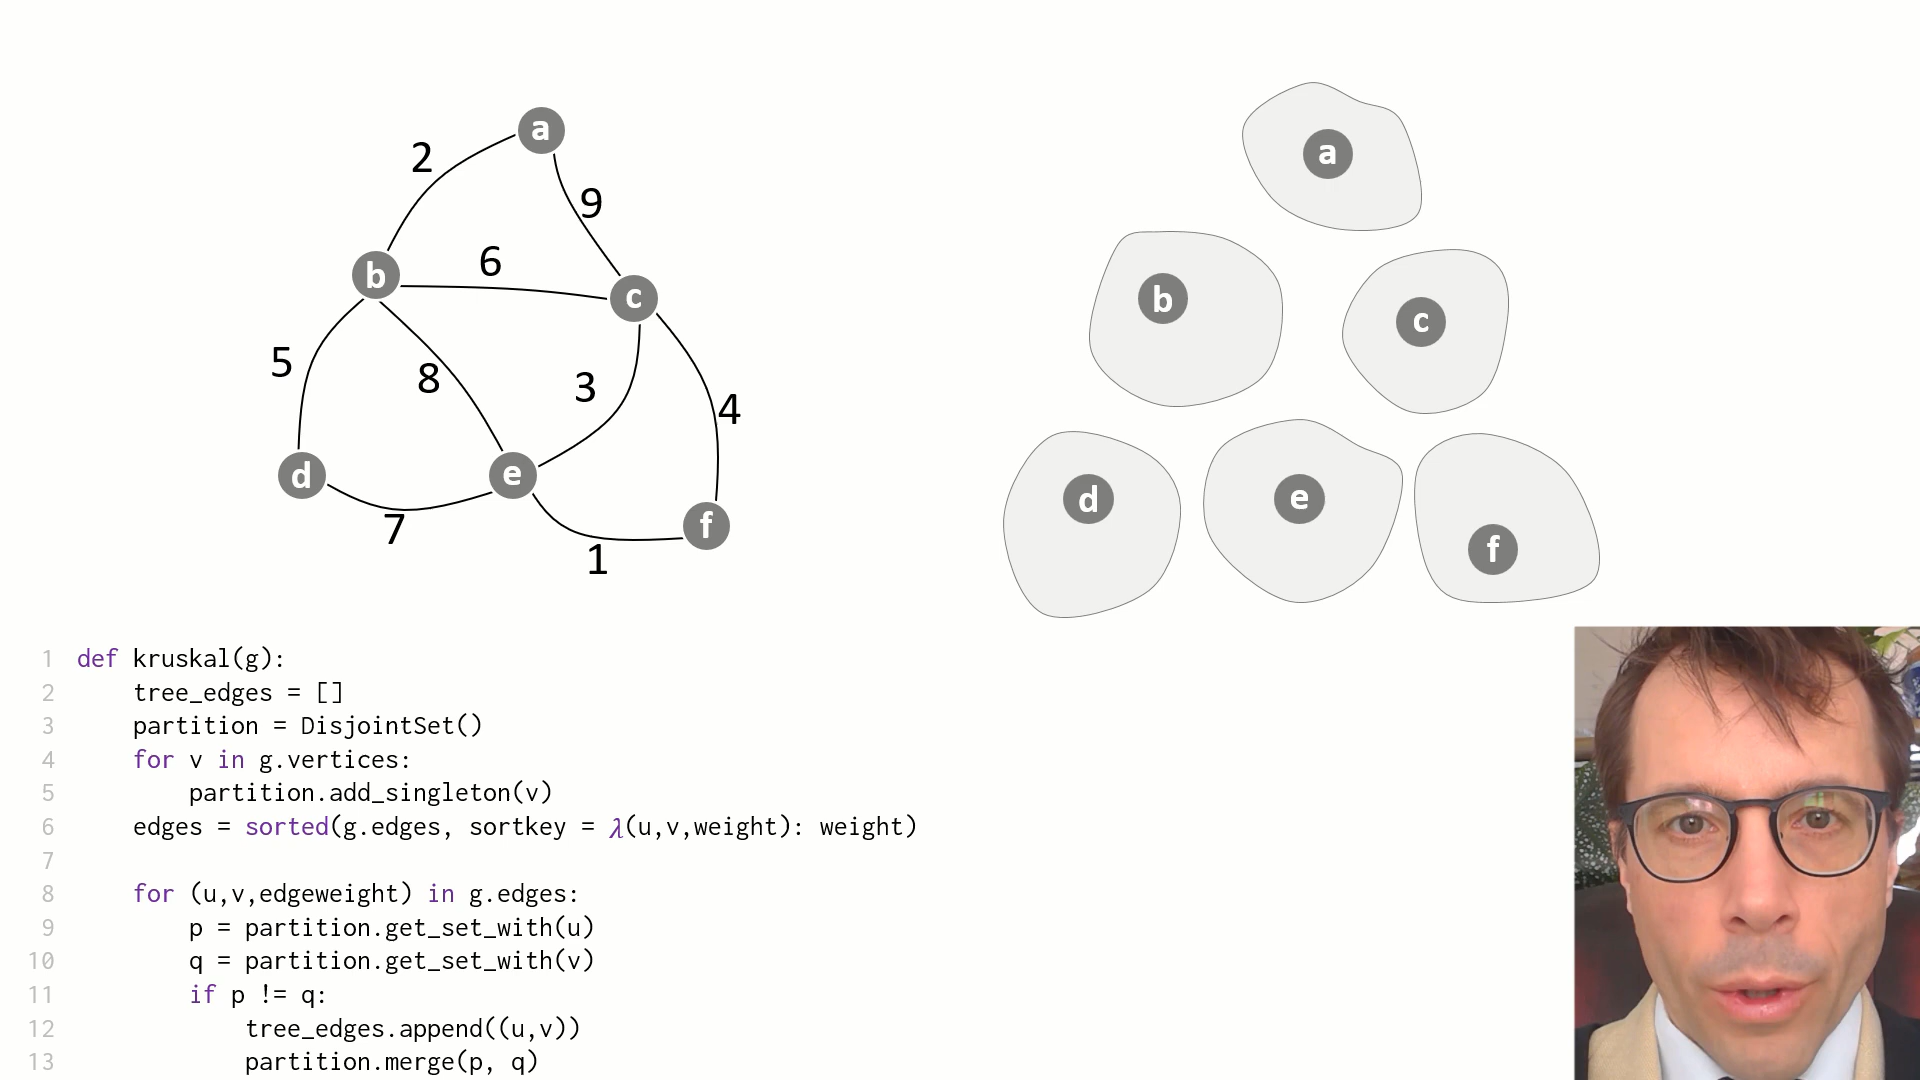 a
2
9
6
b
c
5
8
3
4
d
e
7
f
1
a
b
c
d
e
f
1 def kruskal(g):
2     tree_edges = []
3     partition = DisjointSet()
4     for v in g.vertices:
5         partition.add_singleton(v)
6     edges = sorted(g.edges, sortkey = λ(u,v,weight): weight)
7
8     for (u,v,edgeweight) in g.edges:
9         p = partition.get_set_with(u)
10         q = partition.get_set_with(v)
11         if p != q:
12             tree_edges.append((u,v))
13             partition.merge(p, q)